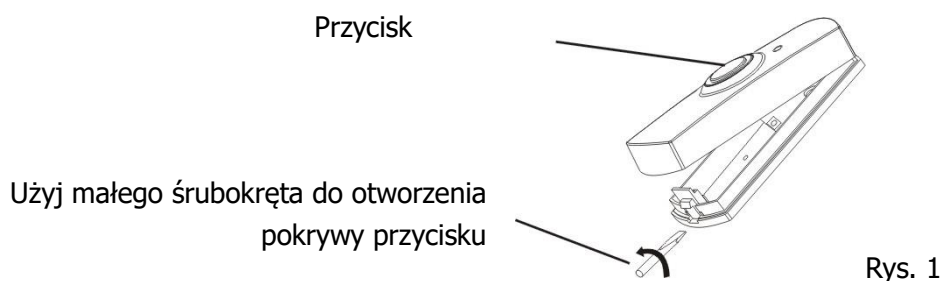 Przycisk
Użyj małego śrubokręta do otworzenia
pokrywy przycisku
Rys. 1